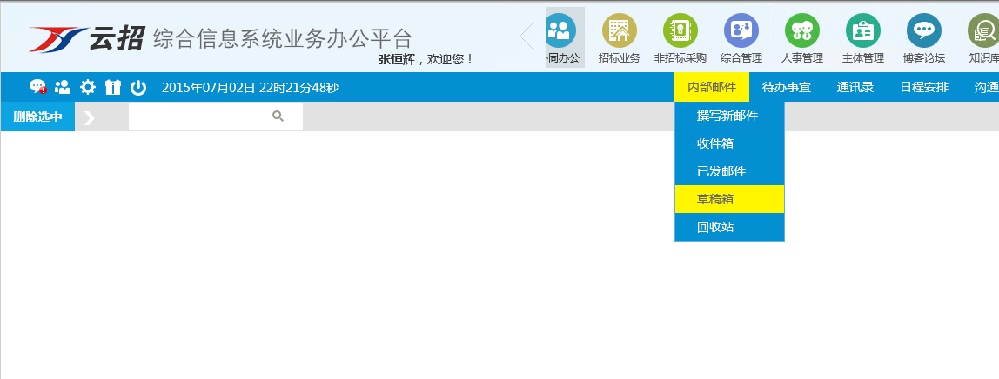 云招 综合信息系统业务办公平台
张恒辉，欢迎您！
协同办公 招标业务 非招标采购 综合管理 人事管理 主体管理 博客论坛 知识库
2015年07月02日 22时21分48秒
内部邮件 待办事宜 通讯录 日程安排 沟通
删除选中
撰写新邮件
收件箱
已发邮件
草稿箱
回收站